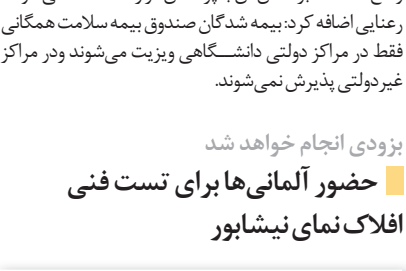 رعنایی اضافه کرد: بیمه شدگان صندوق بیمه سلامت همگانی
فقط در مراکز دولتی دانشگاهی ویزیت می‌شوند ودر مراکز
غیردولتی پذیرش نمی‌شوند.
بزودی انجام خواهد شد
حضور آلمانی‌ها برای تست فنی
افلاک نمای نیشابور